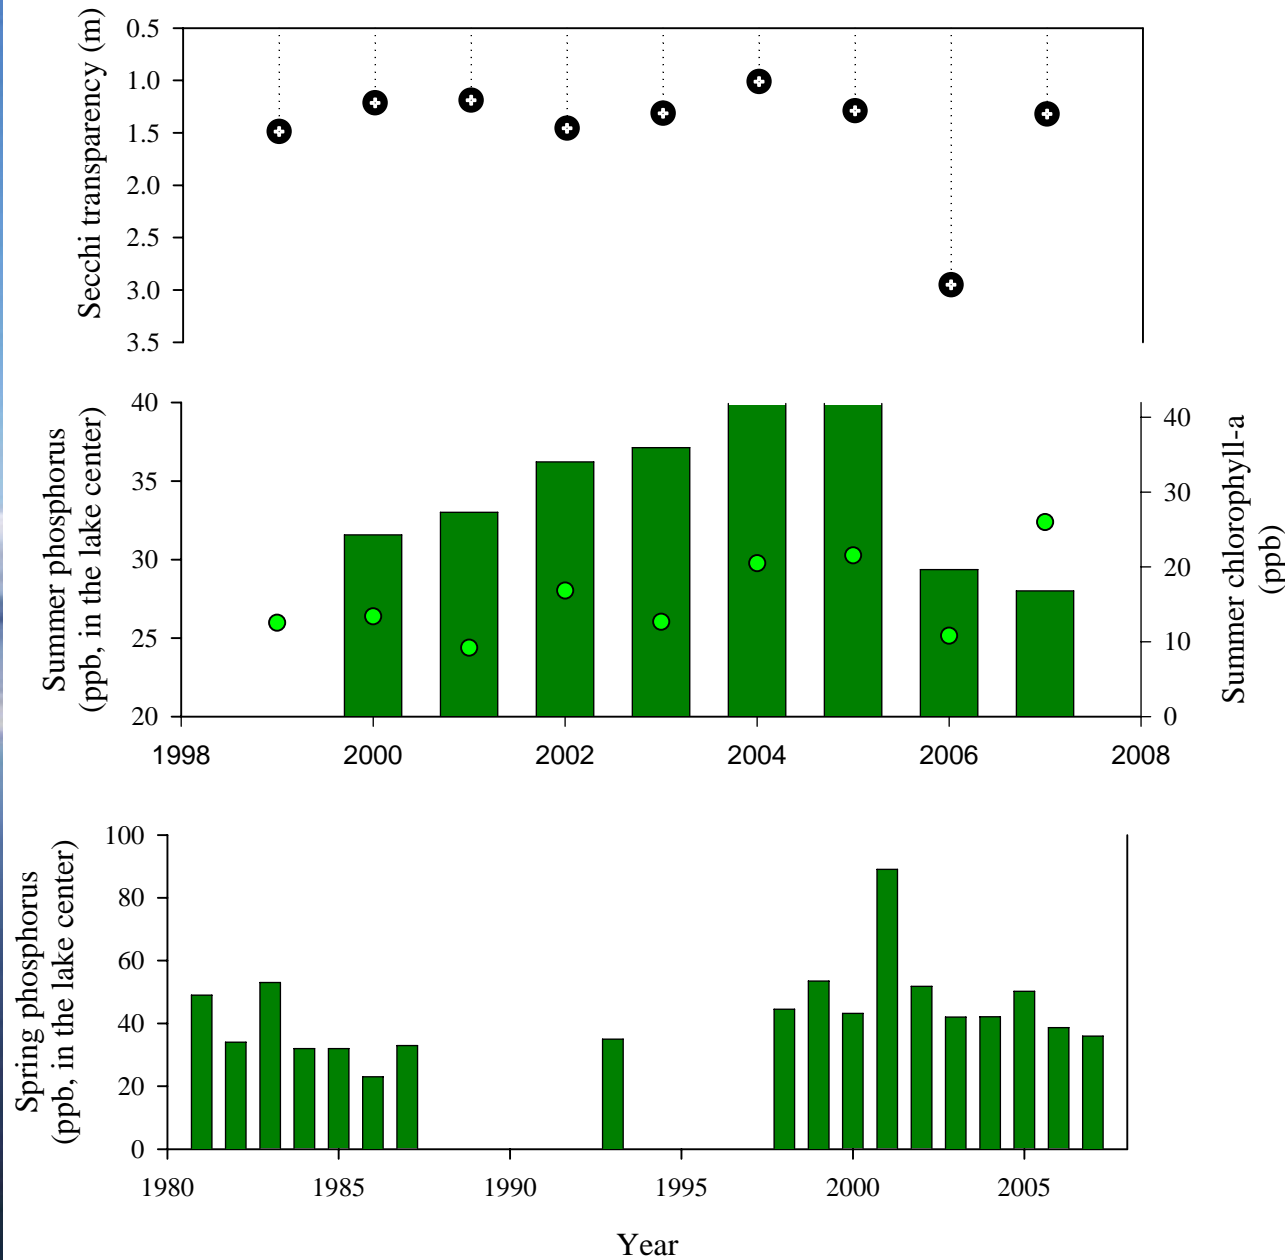 Secchi transparency (m)
0.5
1.0
1.5
2.0
2.5
3.0
3.5
Summer phosphorus
(ppb, in the lake center)
40
35
30
25
20
40
30
20
10
0
Summer chlorophyll-a
(ppb)
1998 2000 2002 2004 2006 2008
Spring phosphorus
(ppb, in the lake center)
100
80
60
40
20
0
1980 1985 1990 1995 2000 2005
Year